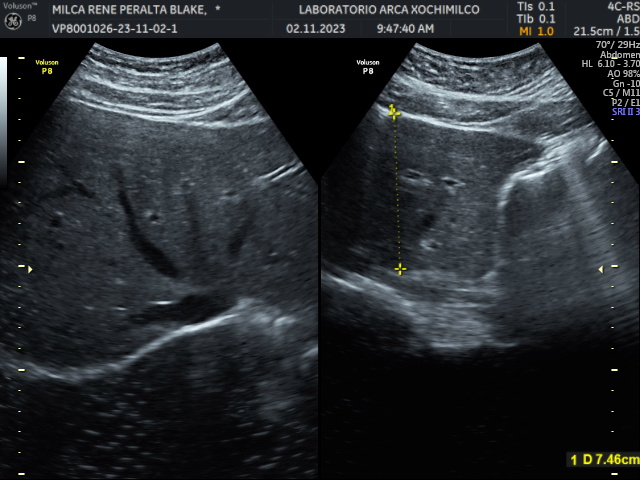 Voluson™
P8
MILCA RENE PERALTA BLAKE, *
LABORATORIO ARCA XOCHIMILCO
VP8001026-23-11-02-1
02.11.2023
9:47:40 AM
TIs 0.1
TIb 0.1
MI 1.0
4C-RS
ABD
21.5cm / 1.5
70°/ 29Hz
Abdomen
HL 6.10 - 3.70
AO 98%
Gn -10
C5 / M11
P2 / E1
SRI II 3
Voluson
P8
Voluson
P8
1
1 D 7.46cm